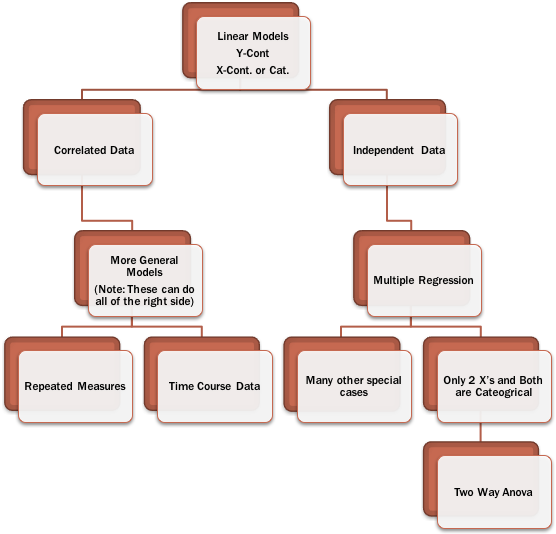 Linear Models
Y-Cont
X-Cont. or Cat.
Correlated Data
Independent Data
More General
Models
(Note: These can do
all of the right side)
Multiple Regression
Repeated Measures
Time Course Data
Many other special
cases
Only 2 X's and Both
are Cateogrical
Two Way Anova